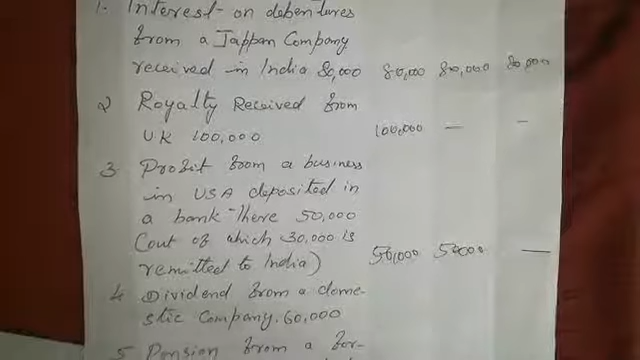 1. Interest on debentures
from a Jappan Company
received in India 80,000 80,000 80,000 80,000
2 Royalty Received from
UK 100,000 100,000 — —
3 Profit from a business
in USA deposited in
a bank there 50,000
(out of which 30,000 is
remitted to India) 50,000 50000 —
4 Dividend from a dome-
stic Company. 60,000
5 Pension from a for-